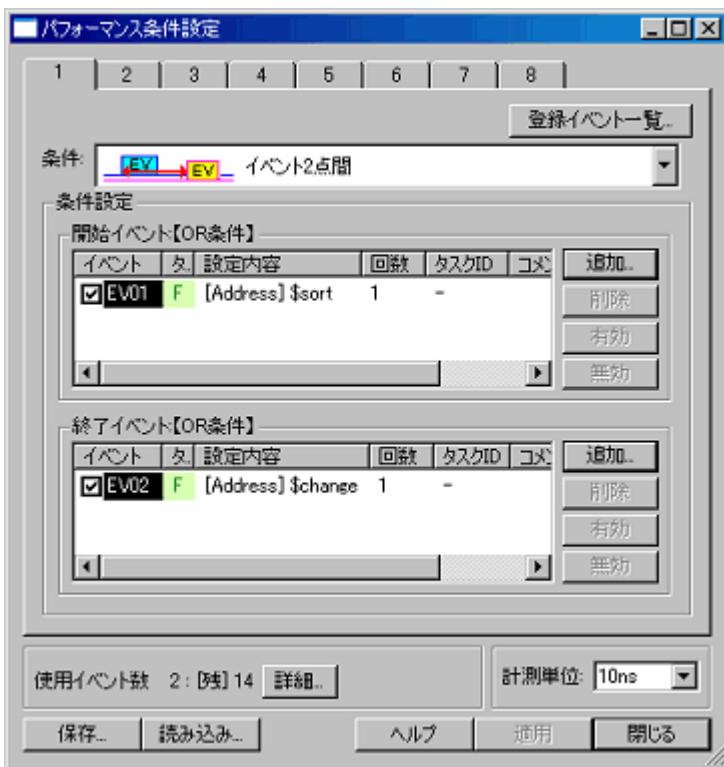 パフォーマンス条件設定
1 2 3 4 5 6 7 8
登録イベント一覧...
条件: EV EV イベント2点間
条件設定
開始イベント【OR条件】
イベント タ. 設定内容 回数 タスクID コメ
EV01 F [Address] $sort 1 -
追加...
削除
有効
無効
終了イベント【OR条件】
イベント タ. 設定内容 回数 タスクID コメ
EV02 F [Address] $change 1 -
追加...
削除
有効
無効
使用イベント数 2 : [残] 14 詳細...
計測単位: 10ns
保存... 読み込み... ヘルプ 適用 閉じる